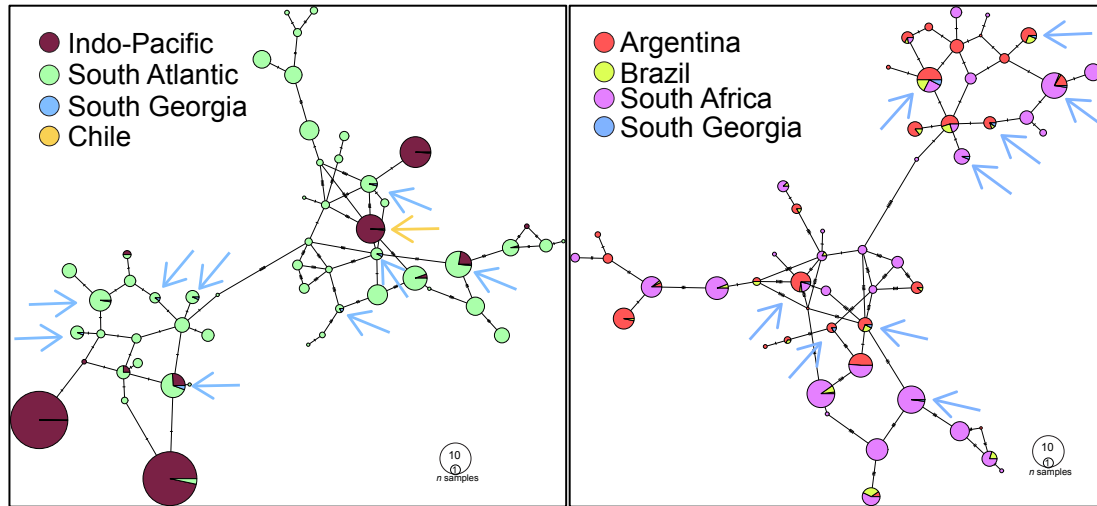 Indo-Pacific
South Atlantic
South Georgia
Chile
10
1
n samples
Argentina
Brazil
South Africa
South Georgia
10
1
n samples